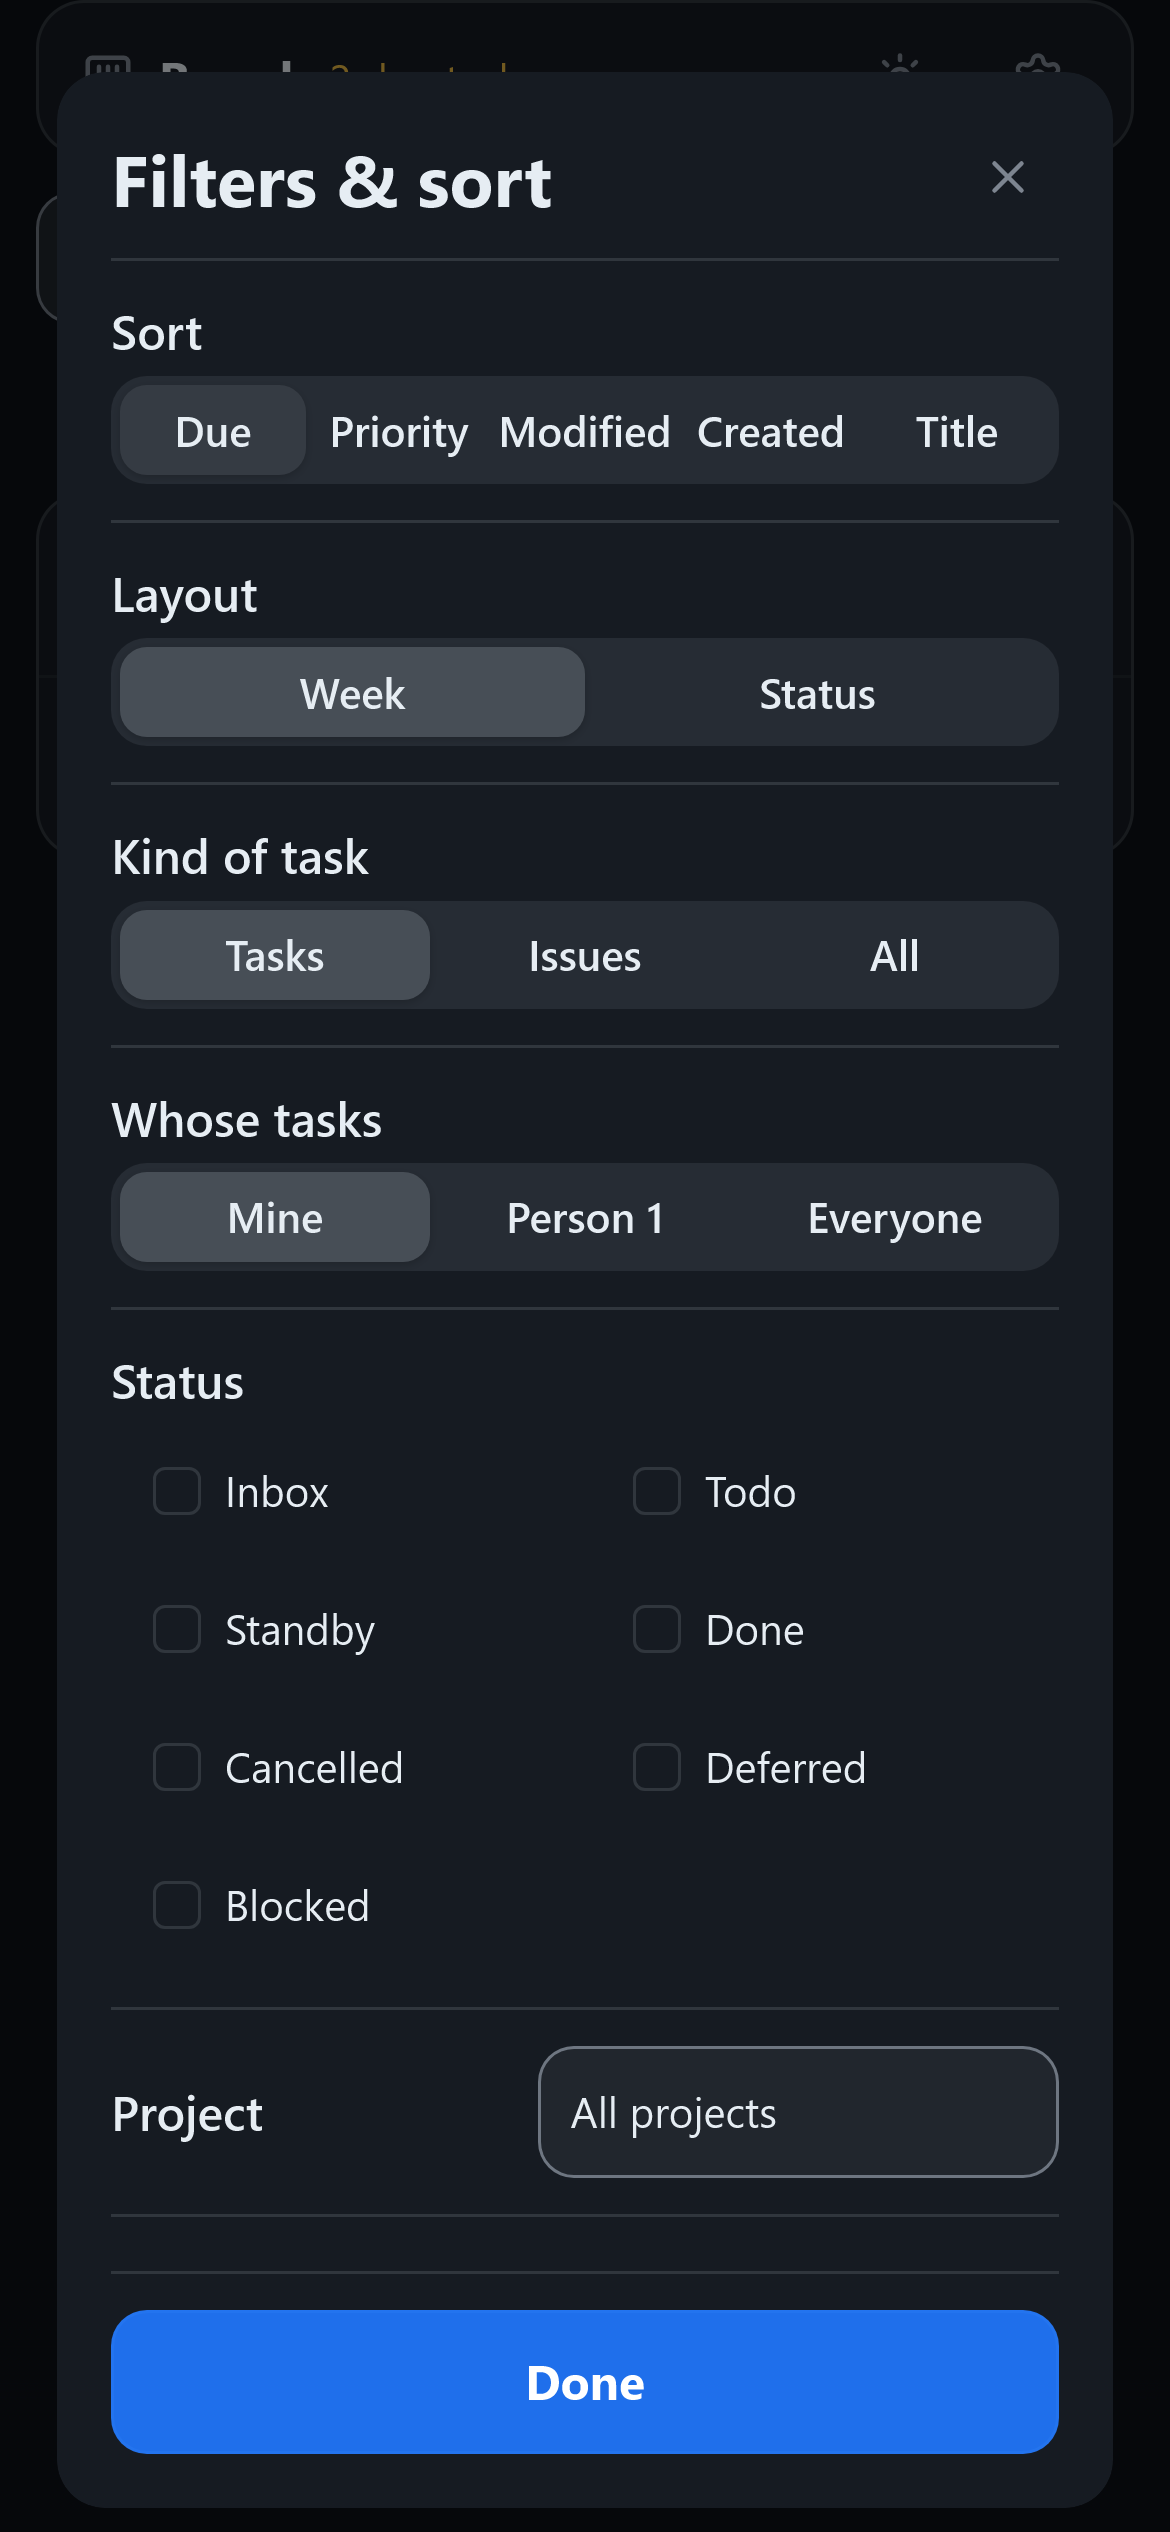 Filters & sort
Sort
Due Priority Modified Created Title
Layout
Week Status
Kind of task
Tasks Issues All
Whose tasks
Mine Person 1 Everyone
Status
Inbox Todo
Standby Done
Cancelled Deferred
Blocked
Project All projects
Done